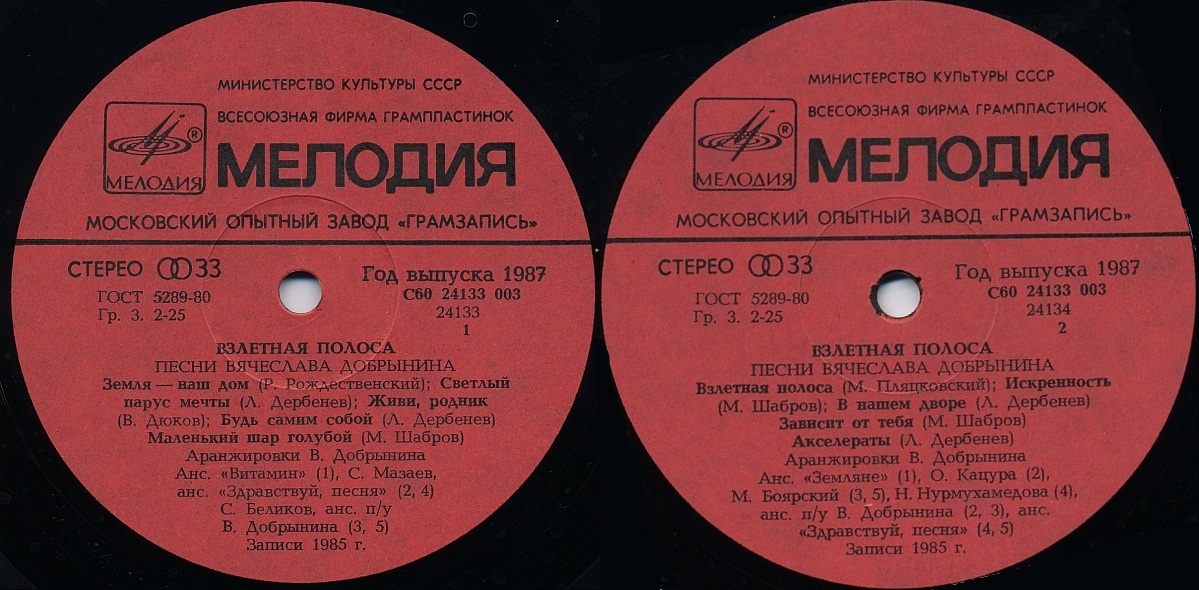 МИНИСТЕРСТВО КУЛЬТУРЫ СССР
ВСЕСОЮЗНАЯ ФИРМА ГРАМПЛАСТИНОК
®
МЕЛОДИЯ
МЕЛОДИЯ
МОСКОВСКИЙ ОПЫТНЫЙ ЗАВОД «ГРАМЗАПИСЬ»
СТЕРЕО 33
Год выпуска 1987
ГОСТ 5289-80
С60 24133 003
Гр. 3. 2-25
24133
1
ВЗЛЕТНАЯ ПОЛОСА
ПЕСНИ ВЯЧЕСЛАВА ДОБРЫНИНА
Земля — наш дом (Р. Рождественский); Светлый
парус мечты (Л. Дербенев); Живи, родник
(В. Дюков); Будь самим собой (Л. Дербенев)
Маленький шар голубой (М. Шабров)
Аранжировки В. Добрынина
Анс. «Витамин» (1), С. Мазаев,
анс. «Здравствуй, песня» (2, 4)
С. Беликов, анс. п/у
В. Добрынина (3, 5)
Записи 1985 г.
МИНИСТЕРСТВО КУЛЬТУРЫ СССР
ВСЕСОЮЗНАЯ ФИРМА ГРАМПЛАСТИНОК
®
МЕЛОДИЯ
МЕЛОДИЯ
МОСКОВСКИЙ ОПЫТНЫЙ ЗАВОД «ГРАМЗАПИСЬ»
СТЕРЕО 33
Год выпуска 1987
ГОСТ 5289-80
С60 24133 003
Гр. 3. 2-25
24134
2
ВЗЛЕТНАЯ ПОЛОСА
ПЕСНИ ВЯЧЕСЛАВА ДОБРЫНИНА
Взлетная полоса (М. Пляцковский); Искренность
(М. Шабров); В нашем дворе (Л. Дербенев)
Зависит от тебя (М. Шабров)
Акселераты (Л. Дербенев)
Аранжировки В. Добрынина
Анс. «Земляне» (1), О. Кацура (2),
М. Боярский (3, 5), Н. Нурмухамедова (4),
анс. п/у В. Добрынина (2, 3), анс.
«Здравствуй, песня» (4, 5)
Записи 1985 г.